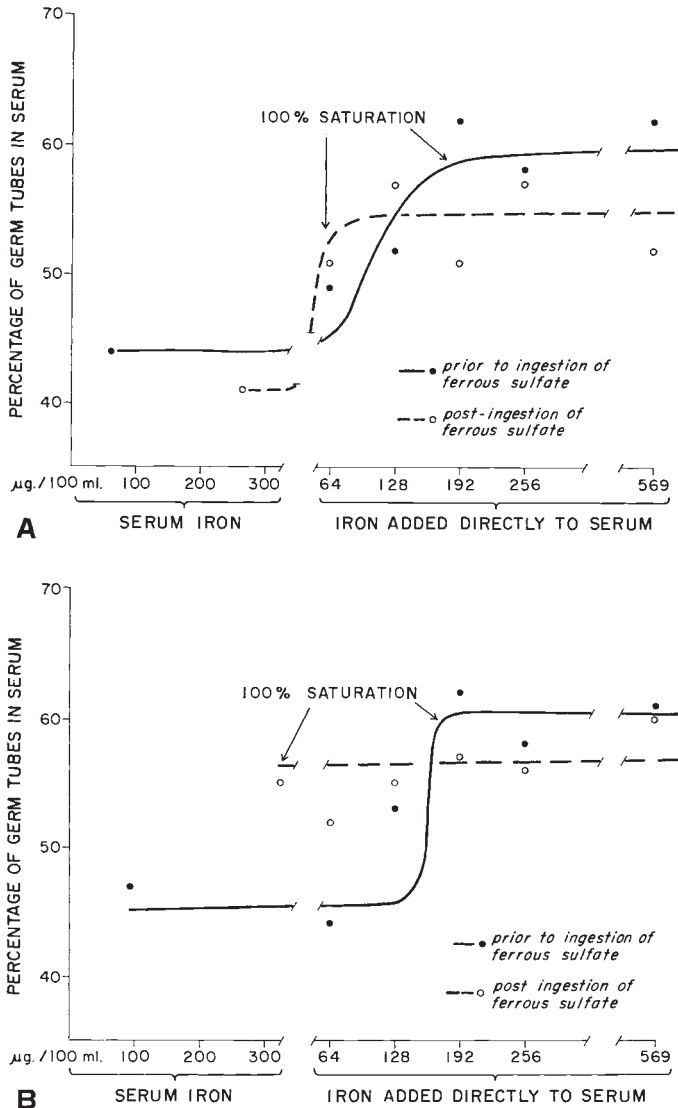 PERCENTAGE OF GERM TUBES IN SERUM
70
60
50
40
100% SATURATION
prior to ingestion of
ferrous sulfate
post-ingestion of
ferrous sulfate
µg./100 ml. 100 200 300 64 128 192 256 569
SERUM IRON IRON ADDED DIRECTLY TO SERUM
A
PERCENTAGE OF GERM TUBES IN SERUM
70
60
50
40
100% SATURATION
prior to ingestion of
ferrous sulfate
post ingestion of
ferrous sulfate
µg./100 ml. 100 200 300 64 128 192 256 569
SERUM IRON IRON ADDED DIRECTLY TO SERUM
B